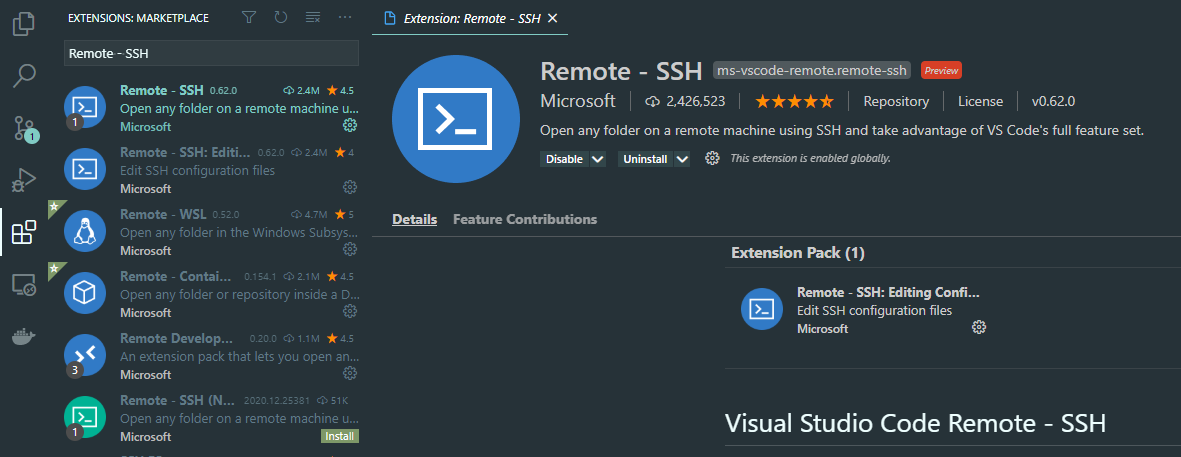 EXTENSIONS: MARKETPLACE
Remote - SSH
Remote - SSH 0.62.0 2.4M 4.5
Open any folder on a remote machine u...
Microsoft
1
Remote - SSH: Editi... 0.62.0 2.4M 4
Edit SSH configuration files
Microsoft
Remote - WSL 0.52.0 4.7M 5
Open any folder in the Windows Subsys...
Microsoft
Remote - Contai... 0.154.1 2.1M 4.5
Open any folder or repository inside a D...
Microsoft
Remote Develop... 0.20.0 1.1M 4.5
An extension pack that lets you open an...
Microsoft
3
Remote - SSH (N... 2020.12.25381 51K
Open any folder on a remote machine u...
Microsoft Install
1
1
Extension: Remote - SSH
Remote - SSH ms-vscode-remote.remote-ssh Preview
Microsoft 2,426,523 Repository License v0.62.0
Open any folder on a remote machine using SSH and take advantage of VS Code's full feature set.
Disable Uninstall This extension is enabled globally.
Details Feature Contributions
Extension Pack (1)
Remote - SSH: Editing Confi...
Edit SSH configuration files
Microsoft
Visual Studio Code Remote - SSH